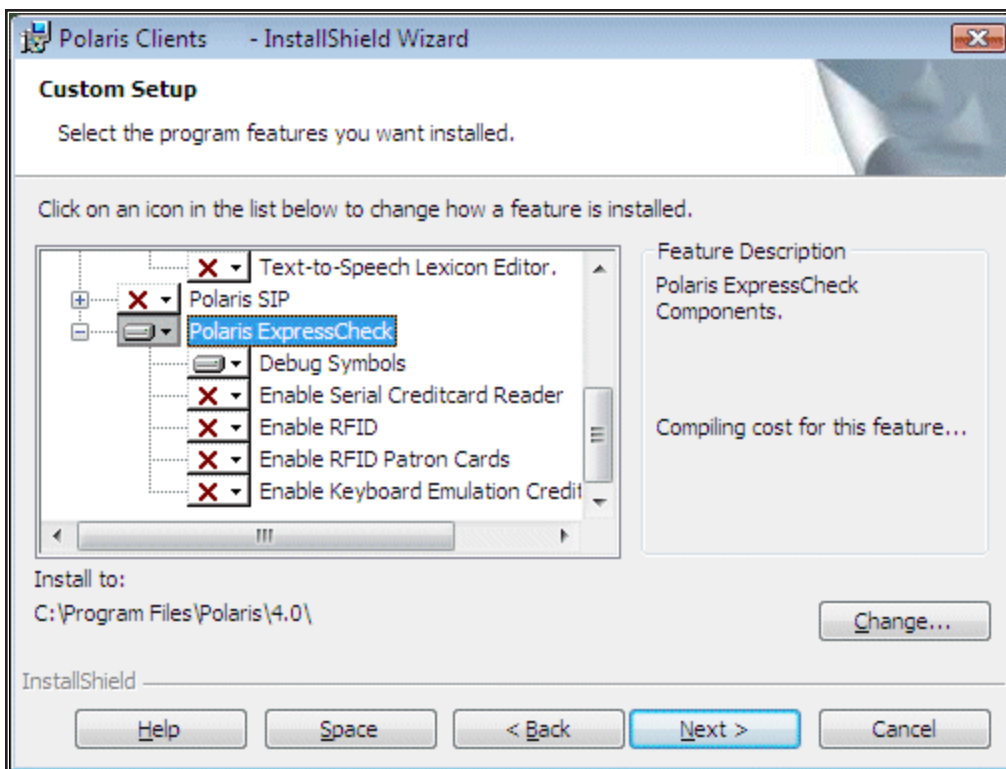 Polaris Clients - InstallShield Wizard
Custom Setup
Select the program features you want installed.
Click on an icon in the list below to change how a feature is installed.
Text-to-Speech Lexicon Editor.
Polaris SIP
Polaris ExpressCheck
Debug Symbols
Enable Serial Creditcard Reader
Enable RFID
Enable RFID Patron Cards
Enable Keyboard Emulation Credit
Feature Description
Polaris ExpressCheck
Components.
Compiling cost for this feature...
Install to:
C:\Program Files\Polaris\4.0\
Change...
InstallShield
Help
Space
< Back
Next >
Cancel